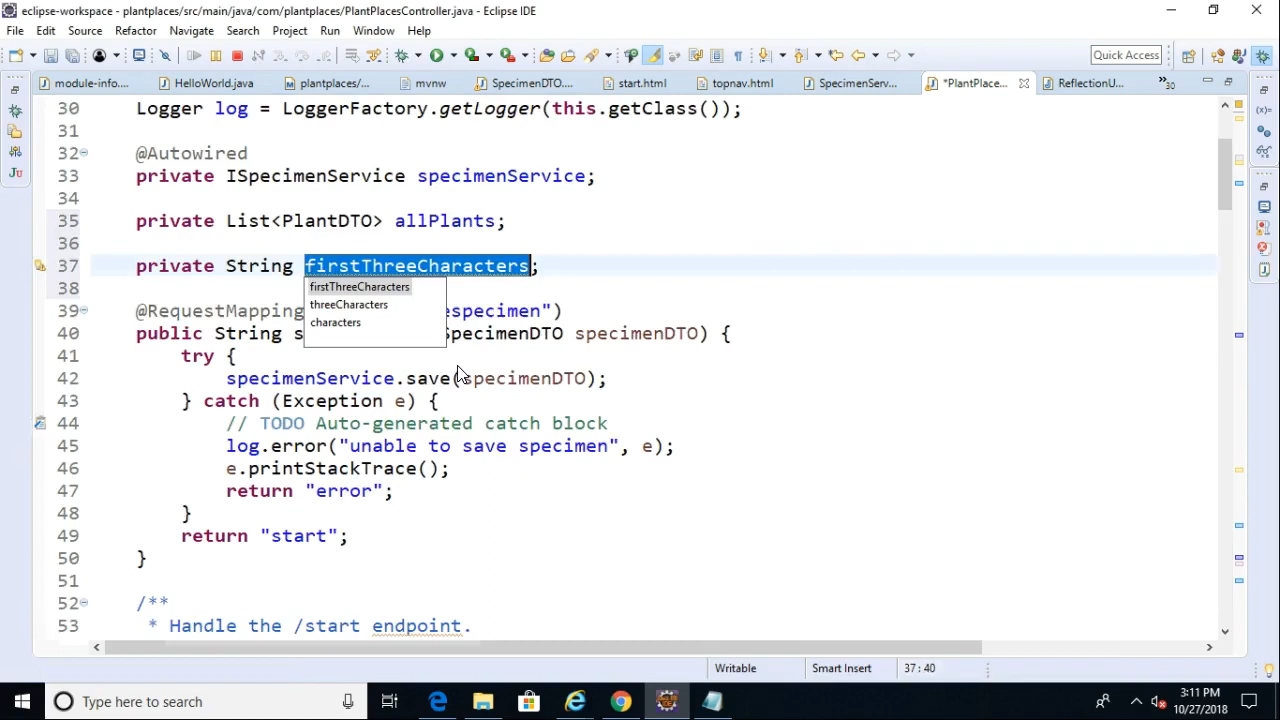 eclipse-workspace - plantplaces/src/main/java/com/plantplaces/PlantPlacesController.java - Eclipse IDE
File Edit Source Refactor Navigate Search Project Run Window Help
Quick Access
module-info.... HelloWorld.java plantplaces/... mvnw SpecimenDTO.... start.html topnav.html SpecimenServ... *PlantPlace... ReflectionU... »30
30 Logger log = LoggerFactory.getLogger(this.getClass());
31
32 @Autowired
33 private ISpecimenService specimenService;
34
35 private List<PlantDTO> allPlants;
36
37 private String firstThreeCharacters;
firstThreeCharacters
38
threeCharacters
39 @RequestMapping especimen")
characters
40 public String s SpecimenDTO specimenDTO) {
41 try {
42 specimenService.save(specimenDTO);
43 } catch (Exception e) {
44 // TODO Auto-generated catch block
45 log.error("unable to save specimen", e);
46 e.printStackTrace();
47 return "error";
48 }
49 return "start";
50 }
51
52 /**
53 * Handle the /start endpoint.
Writable Smart Insert 37 : 40
Type here to search
3:11 PM
10/27/2018